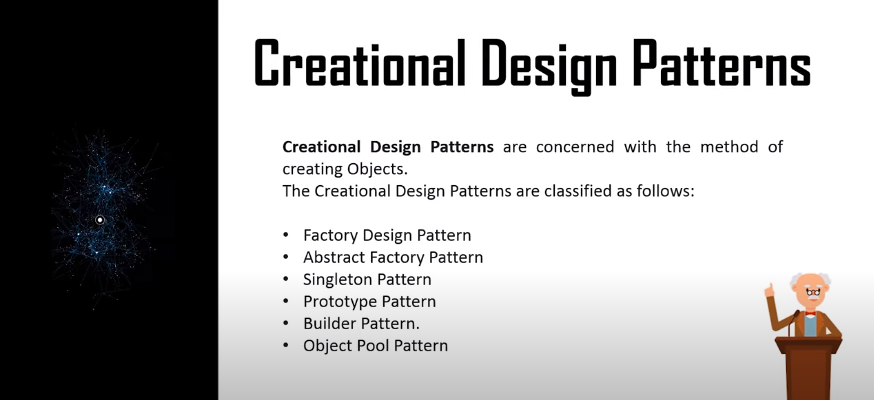 Creational Design Patterns
Creational Design Patterns are concerned with the method of
creating Objects.
The Creational Design Patterns are classified as follows:
• Factory Design Pattern
• Abstract Factory Pattern
• Singleton Pattern
• Prototype Pattern
• Builder Pattern.
• Object Pool Pattern